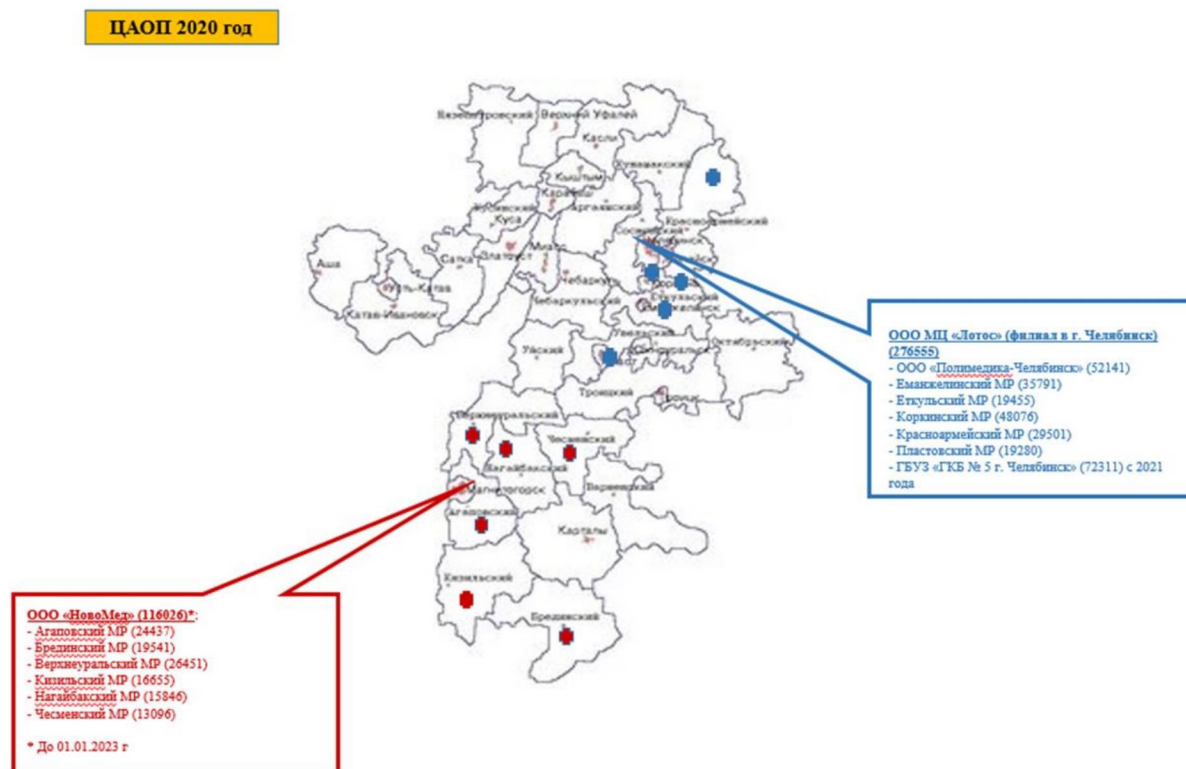 ЦАОП 2020 год
Верхний Уфалей
Касли
Кунашакский
Кыштым
Карабаш
Аргаяшский
Красноармейский
Сосновский
Куса
Миасс
Златоуст
Сатка
Аша
Усть-Катав
Катав-Ивановск
Чебаркуль
Чебаркульский
Еткульский
Увельский
Октябрьский
Уйский
Троицкий
Верхнеуральский
Чесменский
Нагайбакский
Варненский
Магнитогорск
Агаповский
Карталы
Кизильский
Брединский
ООО МЦ «Лотос» (филиал в г. Челябинск)
(276555)
- ООО «Полимедика-Челябинск» (52141)
- Еманжелинский МР (35791)
- Еткульский МР (19455)
- Коркинский МР (48076)
- Красноармейский МР (29501)
- Пластовский МР (19280)
- ГБУЗ «ГКБ № 5 г. Челябинск» (72311) с 2021
года
ООО «НовоМед» (116026)*:
- Агаповский МР (24437)
- Брединский МР (19541)
- Верхнеуральский МР (26451)
- Кизильский МР (16655)
- Нагайбакский МР (15846)
- Чесменский МР (13096)
* До 01.01.2023 г